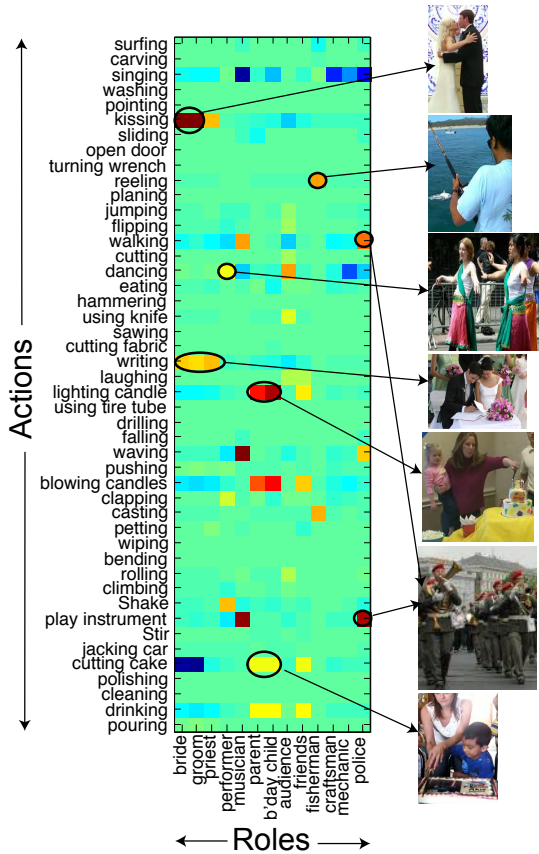 Actions
surfing
carving
singing
washing
pointing
kissing
sliding
open door
turning wrench
reeling
planing
jumping
flipping
walking
cutting
dancing
eating
hammering
using knife
sawing
cutting fabric
writing
laughing
lighting candle
using tire tube
drilling
falling
waving
pushing
blowing candles
clapping
casting
petting
wiping
bending
rolling
climbing
Shake
play instrument
Stir
jacking car
cutting cake
polishing
cleaning
drinking
pouring
bride
groom
priest
performer
musician
parent
b'day child
audience
friends
fisherman
craftsman
mechanic
police
Roles